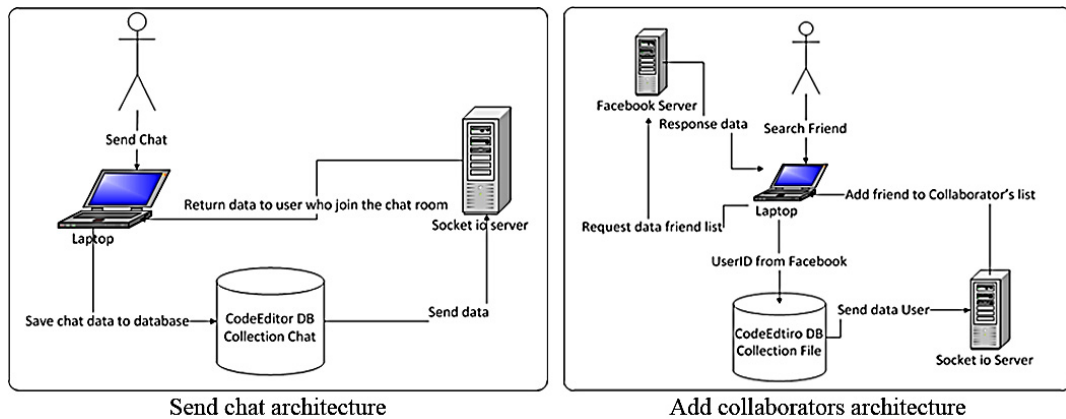 Send Chat
Return data to user who join the chat room
Laptop
Socket io server
Save chat data to database
CodeEditor DB
Collection Chat
Send data
Send chat architecture
Facebook Server
Response data
Search Friend
Add friend to Collaborator's list
Laptop
Request data friend list
UserID from Facebook
CodeEdtiro DB
Collection File
Send data User
Socket io Server
Add collaborators architecture